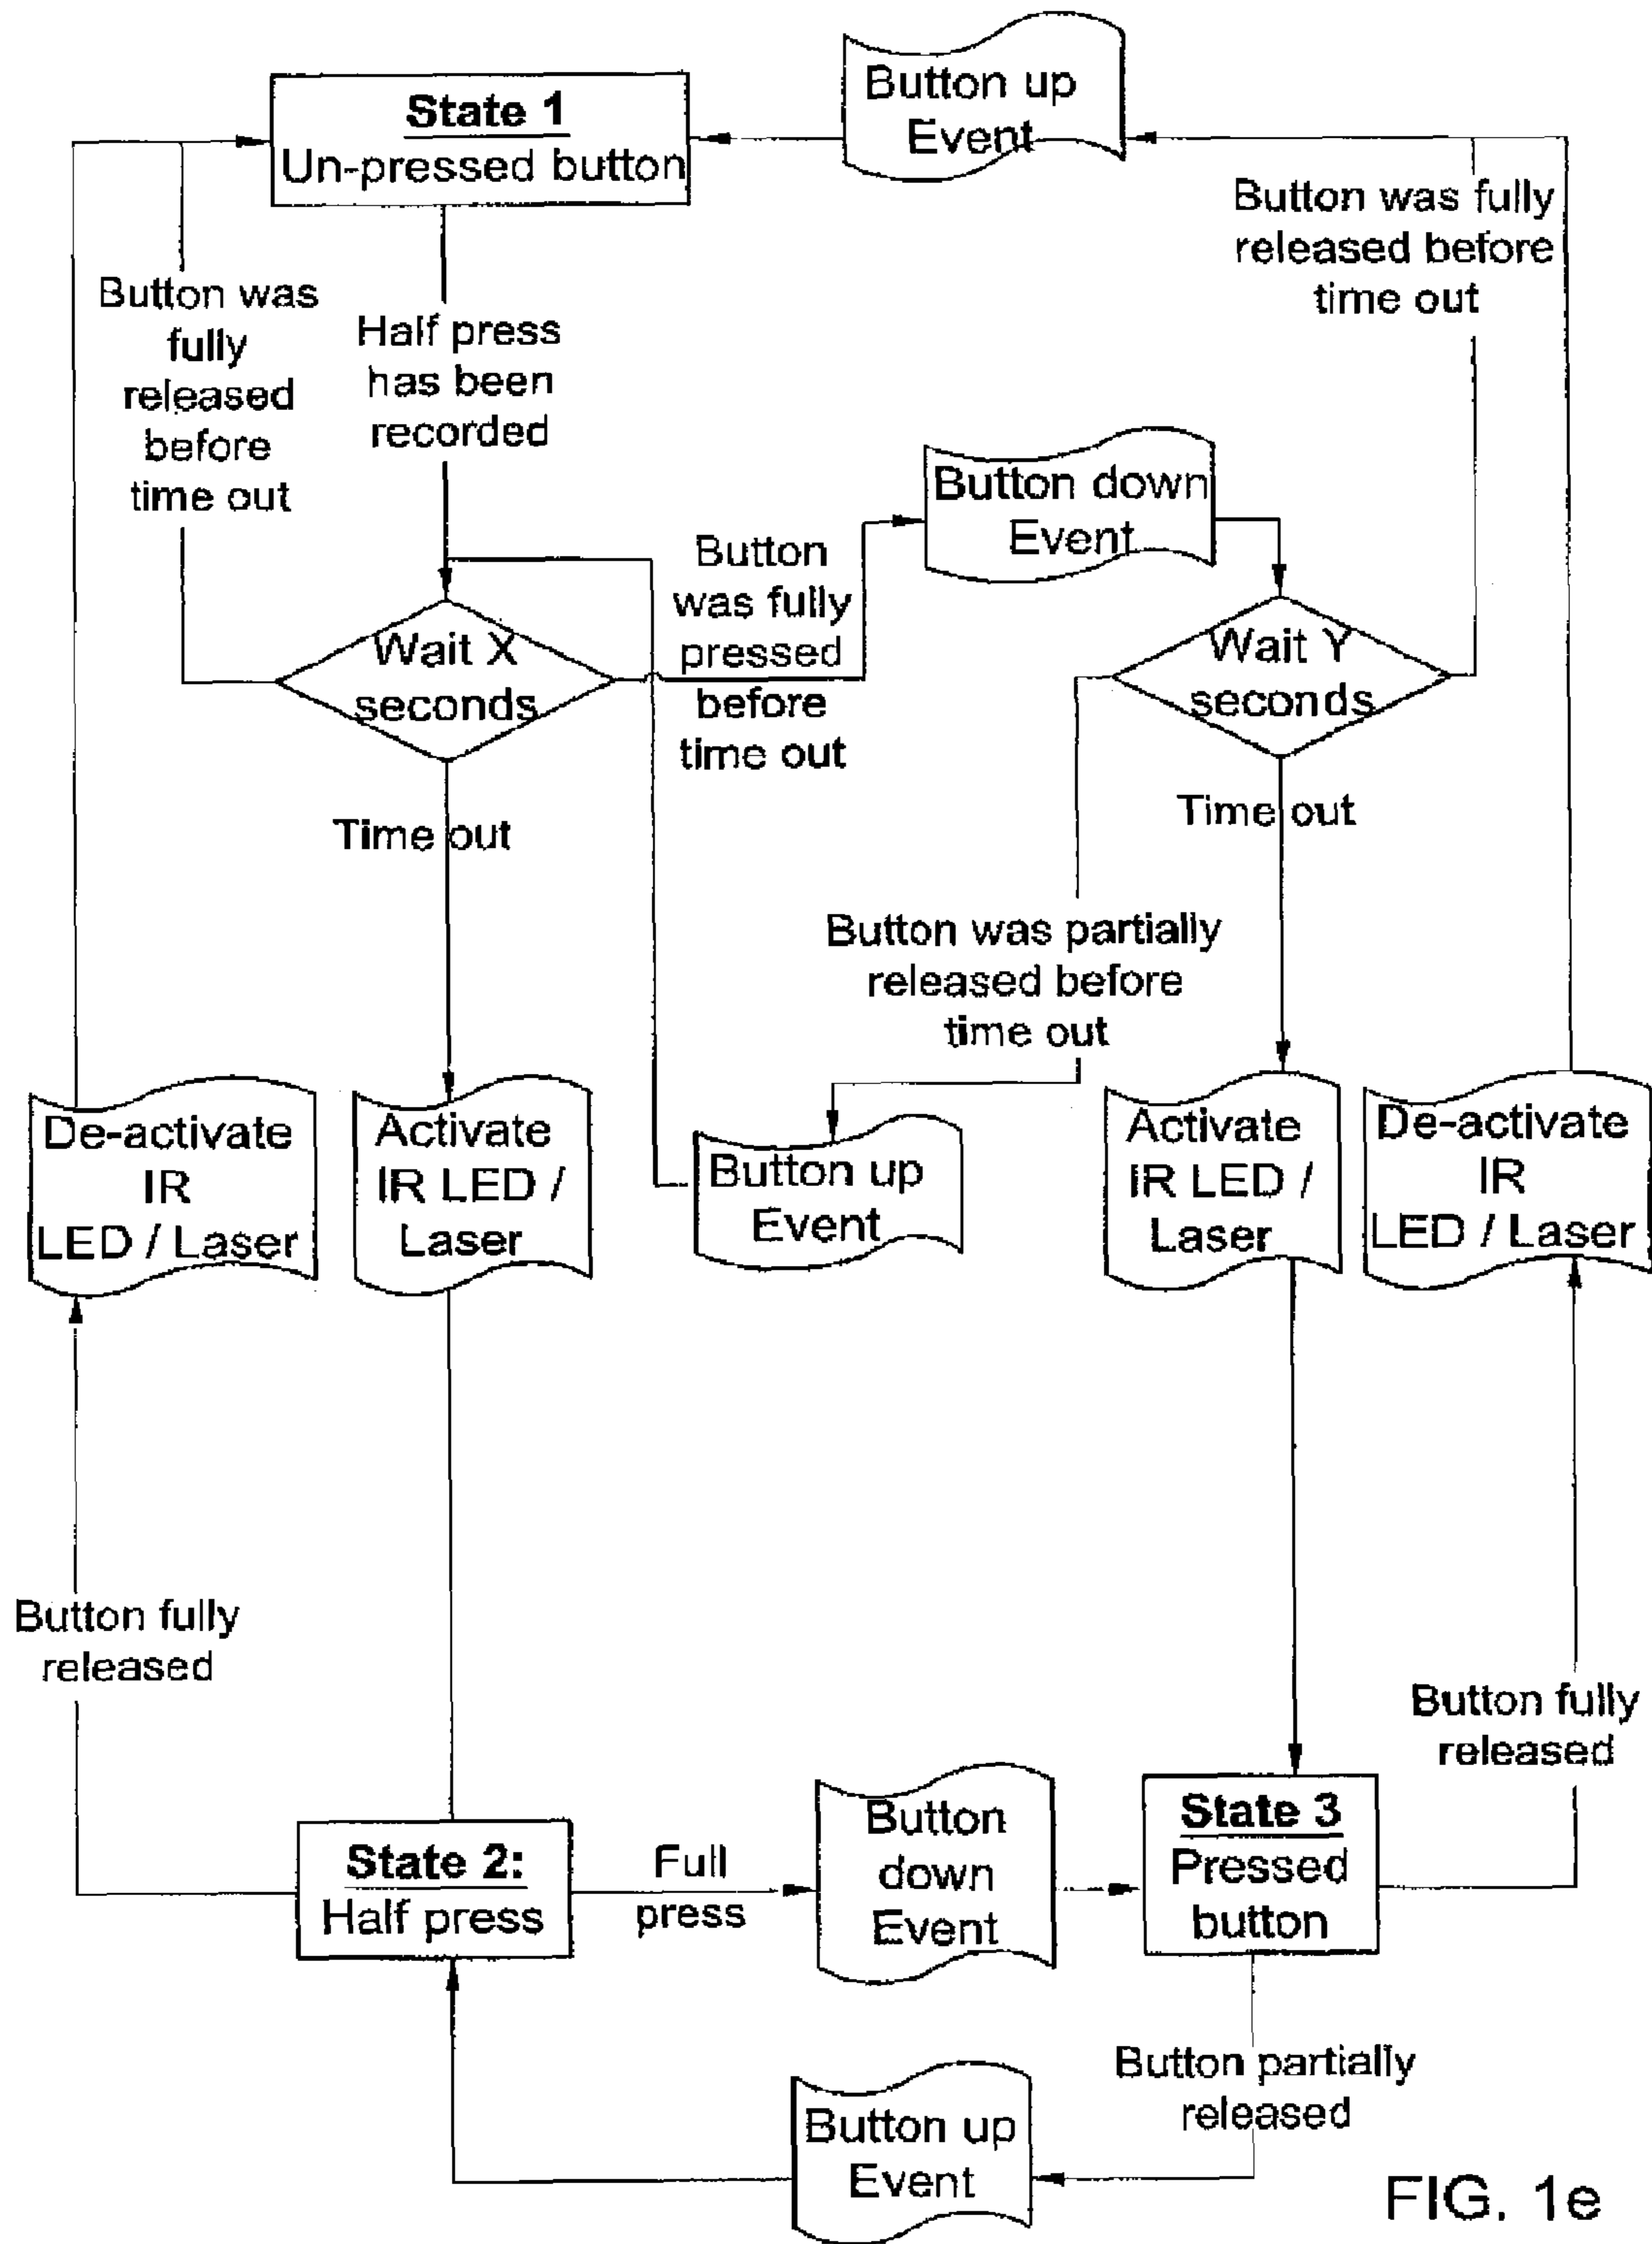 Button up
Event
State 1
Un-pressed button
Button was fully
released before
time out
Button was
fully
released
before
time out
Half press
has been
recorded
Button down
Event
Button
was fully
pressed
before
time out
Wait X
seconds
Wait Y
seconds
Time out
Time out
Button was partially
released before
time out
De-activate
IR
LED / Laser
Activate
IR LED /
Laser
Button up
Event
Activate
IR LED /
Laser
De-activate
IR
LED / Laser
Button fully
released
Button fully
released
State 2:
Half press
Full
press
Button
down
Event
State 3
Pressed
button
Button partially
released
Button up
Event
FIG. 1e